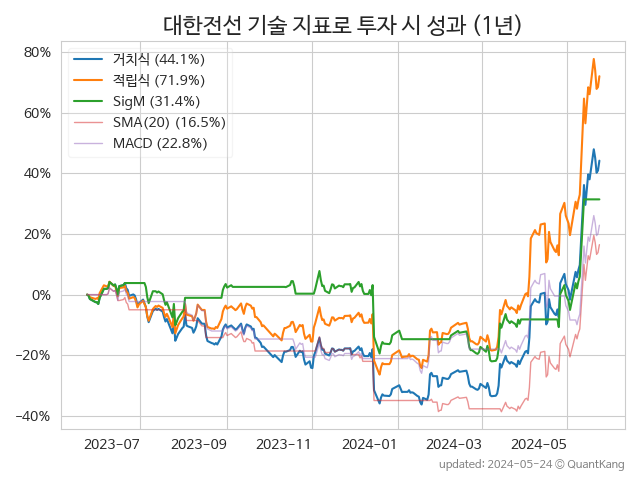 대한전선 기술 지표로 투자 시 성과 (1년)
80%
60%
40%
20%
0%
−20%
−40%
거치식 (44.1%)
적립식 (71.9%)
SigM (31.4%)
SMA(20) (16.5%)
MACD (22.8%)
2023−07
2023−09
2023−11
2024−01
2024−03
2024−05
updated: 2024−05−24 ⓒ QuantKang